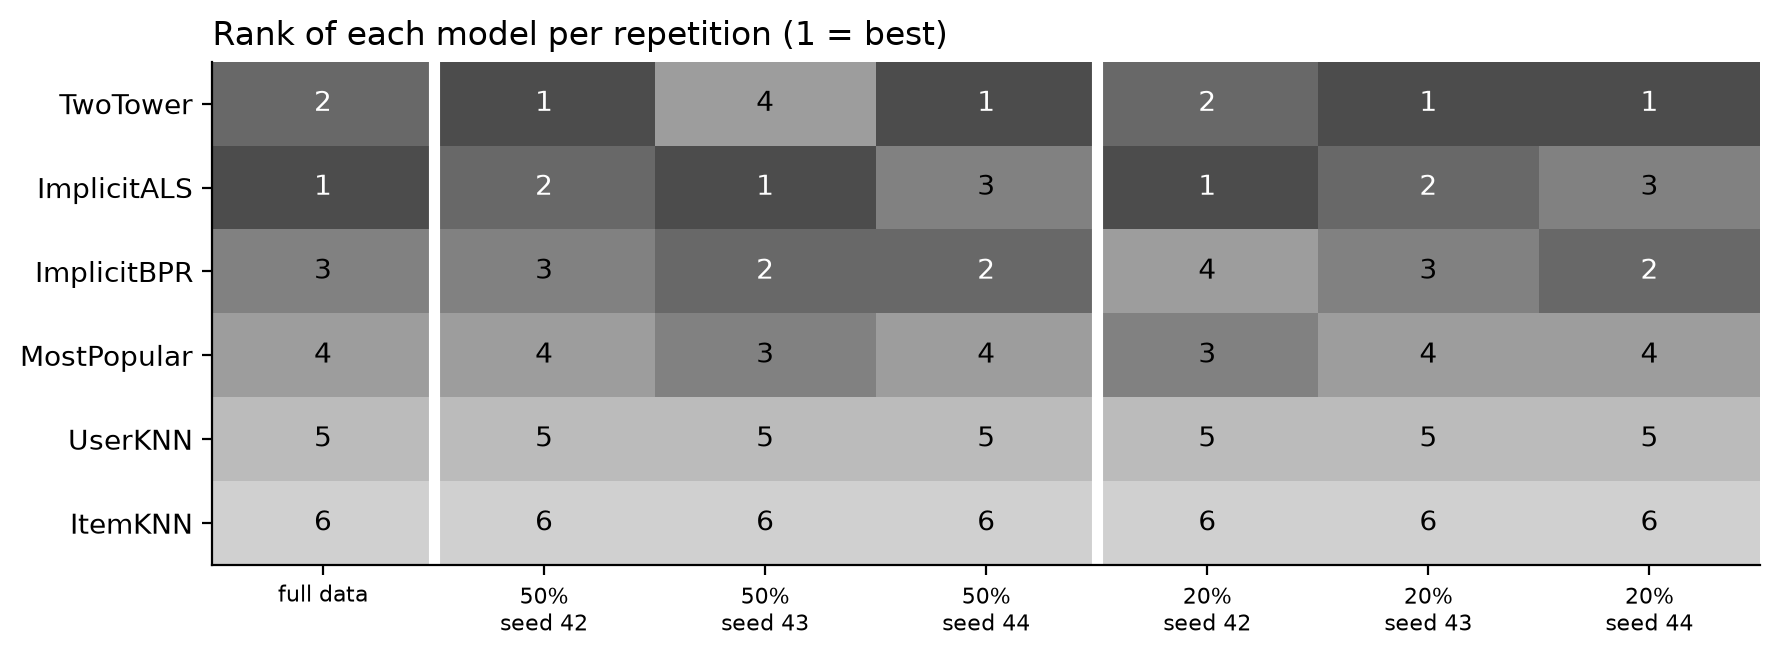 Rank of each model per repetition (1 = best)
TwoTower 2 1 4 1 2 1 1
ImplicitALS 1 2 1 3 1 2 3
ImplicitBPR 3 3 2 2 4 3 2
MostPopular 4 4 3 4 3 4 4
UserKNN 5 5 5 5 5 5 5
ItemKNN 6 6 6 6 6 6 6
full data 50% 50% 50% 20% 20% 20%
seed 42 seed 43 seed 44 seed 42 seed 43 seed 44